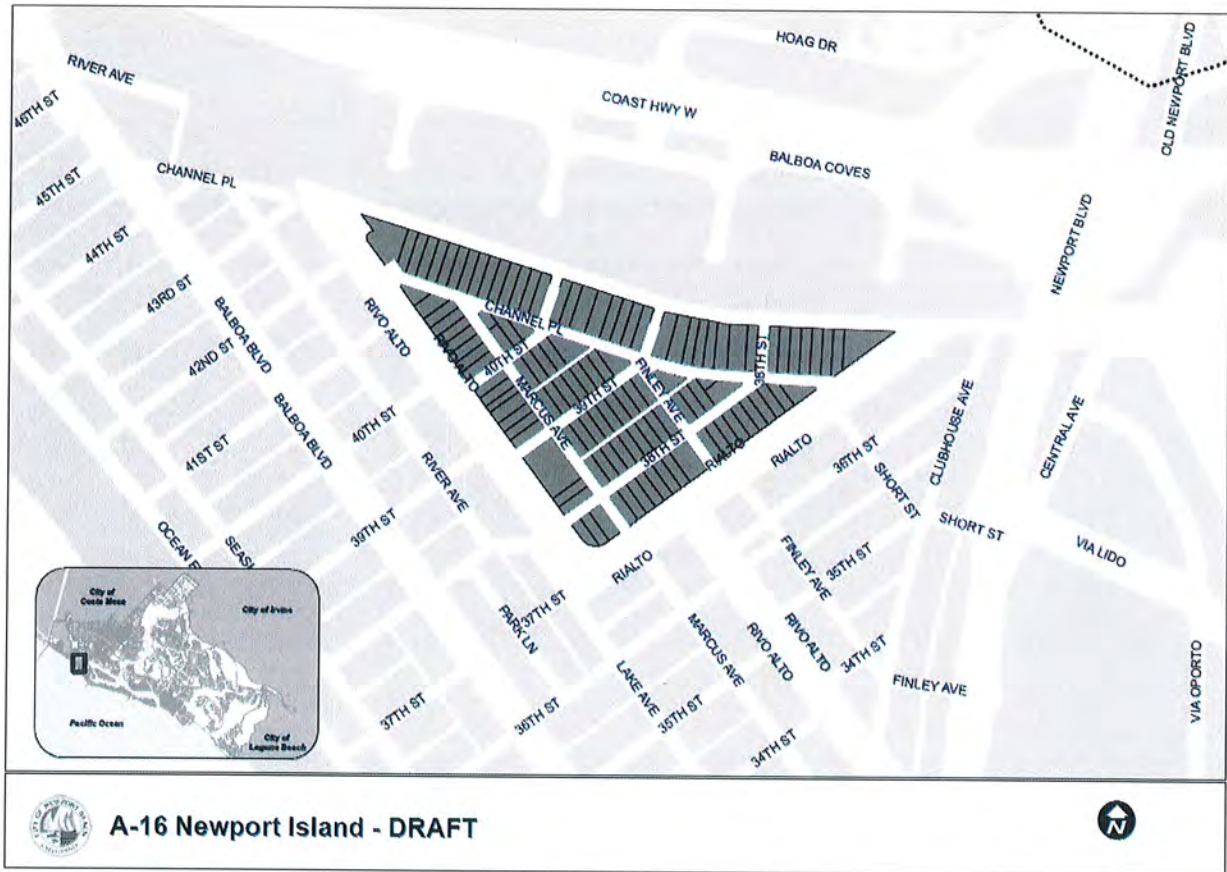 HOAG DR
OLD NEWPORT BLVD
RIVER AVE
COAST HWY W
46TH ST
BALBOA COVES
CHANNEL PL
45TH ST
NEWPORT BLVD
44TH ST
43RD ST
RIVO ALTO
CHANNEL PL
BALBOA BLVD
42ND ST
RIVO ALTO
40TH ST
35TH ST
MARCUS AVE
39TH ST
FINLEY AVE
BALBOA BLVD
40TH ST
CLUBHOUSE AVE
CENTRAL AVE
41ST ST
38TH ST
RIALTO
RIALTO
36TH ST
RIVER AVE
SHORT ST
39TH ST
SHORT ST
OCEAN
SEAS
VIA LIDO
FINLEY AVE
35TH ST
RIALTO
City of
Costa Mesa
City of Irvine
37TH ST
PARK LN
MARCUS AVE
RIVO ALTO
RIVO ALTO
34TH ST
LAKE AVE
FINLEY AVE
VIA OPORTO
Pacific Ocean
37TH ST
36TH ST
35TH ST
City of
Laguna Beach
34TH ST
A-16 Newport Island - DRAFT
N